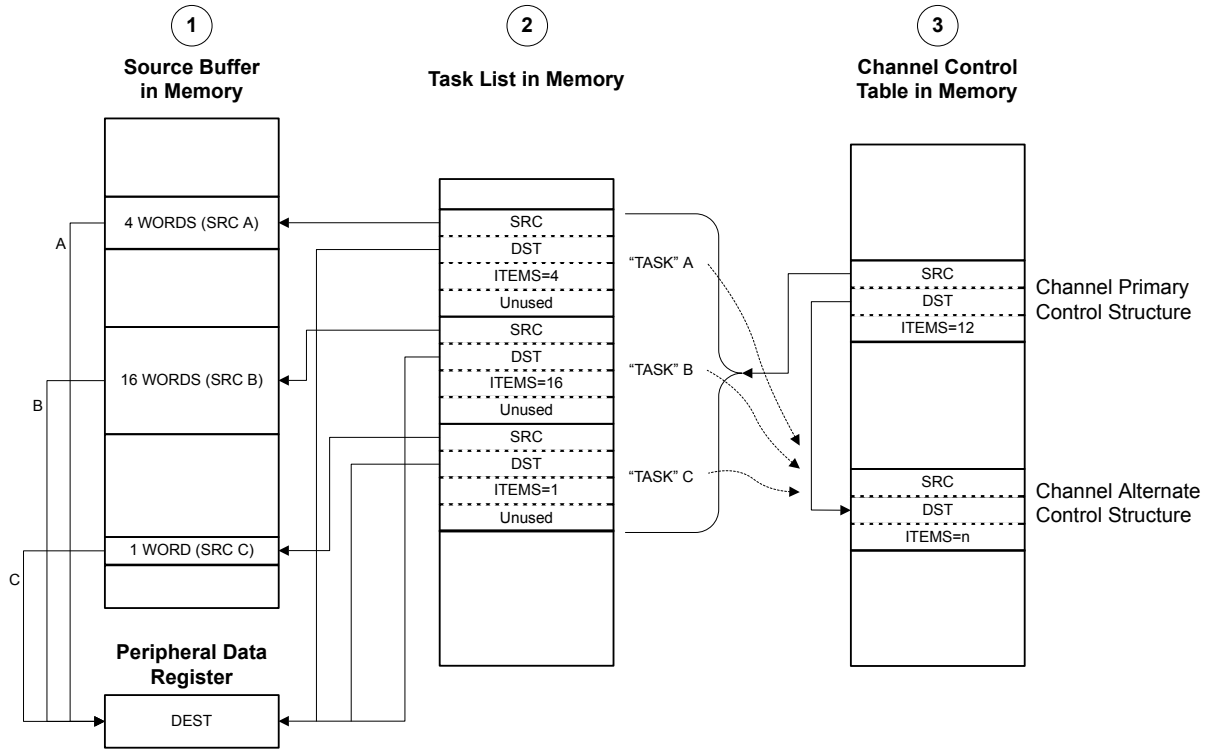 1
Source Buffer
in Memory
4 WORDS (SRC A)
16 WORDS (SRC B)
1 WORD (SRC C)
A
B
C
Peripheral Data
Register
DEST
2
Task List in Memory
SRC
DST
ITEMS=4
Unused
SRC
DST
ITEMS=16
Unused
SRC
DST
ITEMS=1
Unused
“TASK” A
“TASK” B
“TASK” C
3
Channel Control
Table in Memory
SRC
DST
ITEMS=12
Channel Primary
Control Structure
SRC
DST
ITEMS=n
Channel Alternate
Control Structure